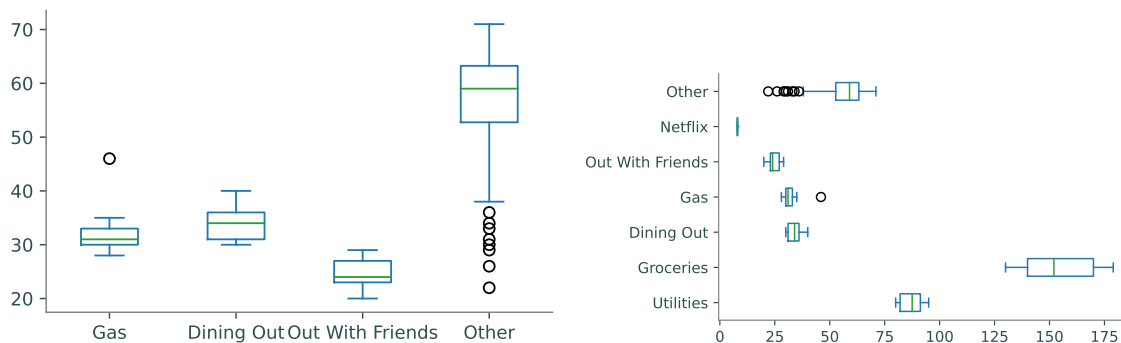 70
60
50
40
30
20
Gas Dining Out Out With Friends Other
Other
Netflix
Out With Friends
Gas
Dining Out
Groceries
Utilities
0 25 50 75 100 125 150 175